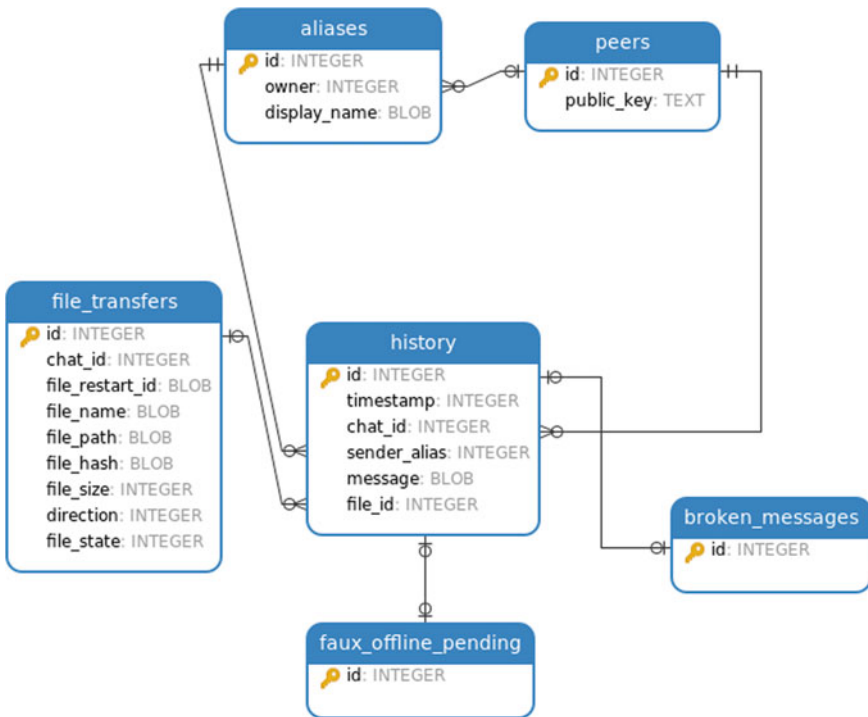 aliases
id: INTEGER
owner: INTEGER
display_name: BLOB
peers
id: INTEGER
public_key: TEXT
file_transfers
id: INTEGER
chat_id: INTEGER
file_restart_id: BLOB
file_name: BLOB
file_path: BLOB
file_hash: BLOB
file_size: INTEGER
direction: INTEGER
file_state: INTEGER
history
id: INTEGER
timestamp: INTEGER
chat_id: INTEGER
sender_alias: INTEGER
message: BLOB
file_id: INTEGER
broken_messages
id: INTEGER
faux_offline_pending
id: INTEGER